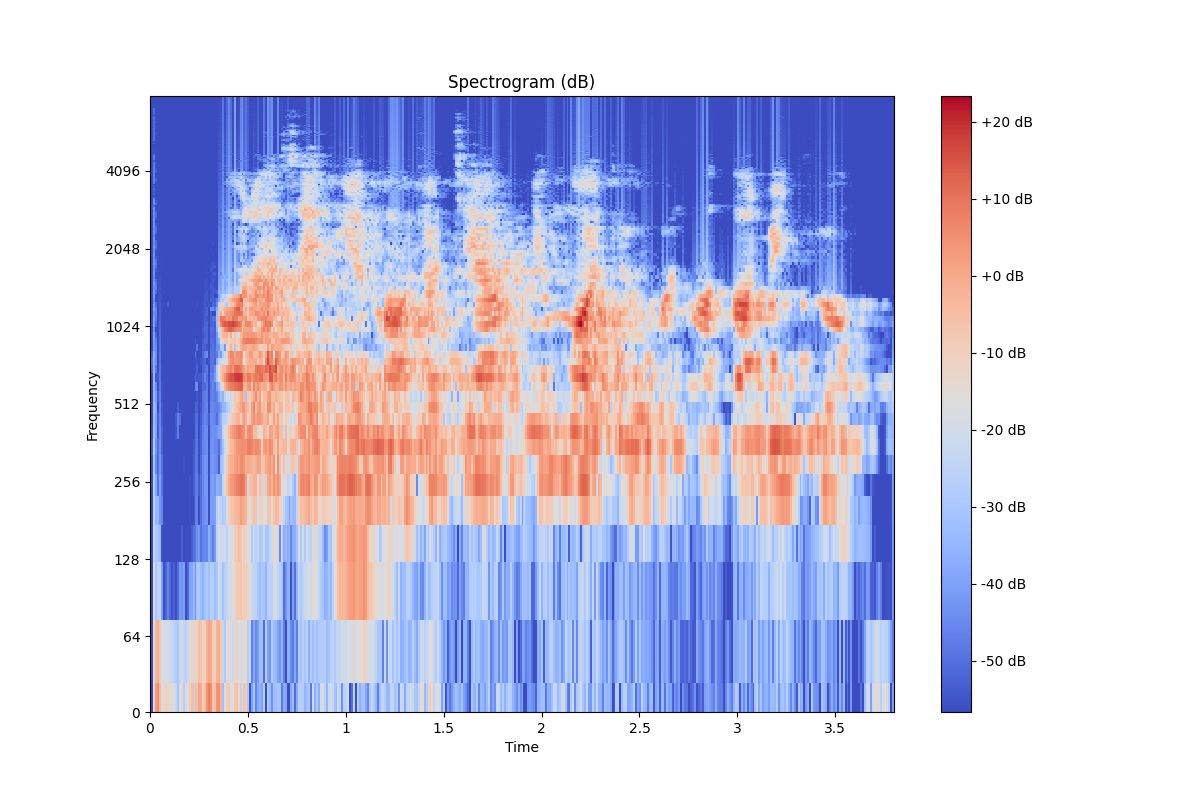 Spectrogram (dB)
Frequency
4096
2048
1024
512
256
128
64
0
0 0.5 1 1.5 2 2.5 3 3.5
Time
+20 dB
+10 dB
+0 dB
-10 dB
-20 dB
-30 dB
-40 dB
-50 dB